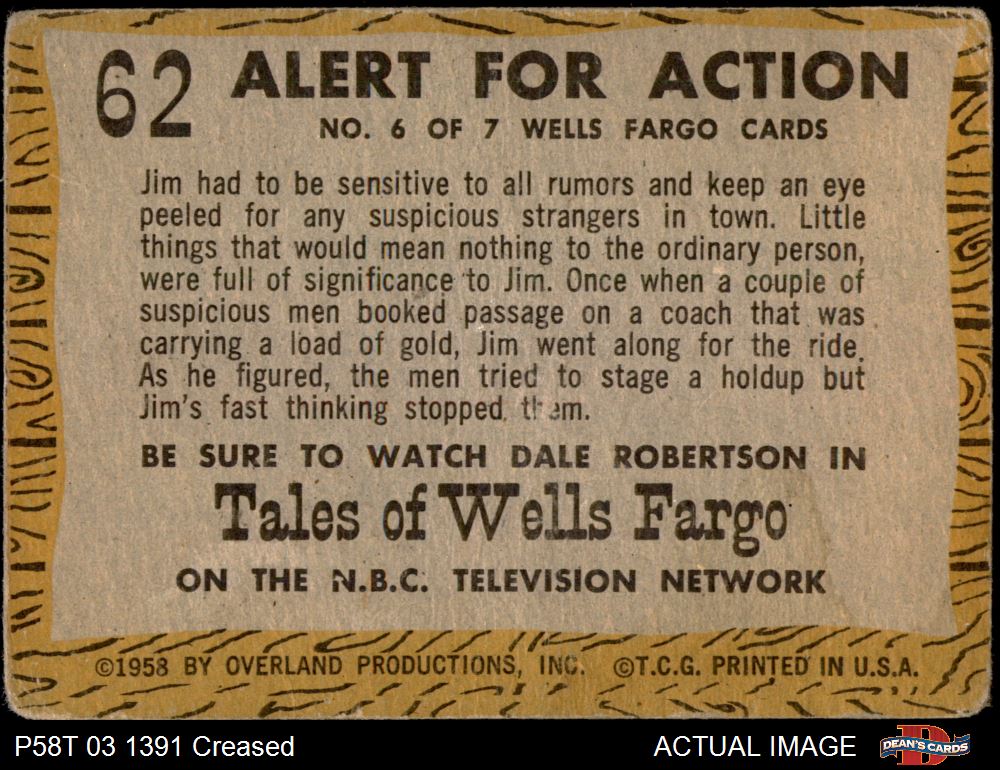 62 ALERT FOR ACTION
NO. 6 OF 7 WELLS FARGO CARDS
Jim had to be sensitive to all rumors and keep an eye
peeled for any suspicious strangers in town. Little
things that would mean nothing to the ordinary person,
were full of significance to Jim. Once when a couple of
suspicious men booked passage on a coach that was
carrying a load of gold, Jim went along for the ride.
As he figured, the men tried to stage a holdup but
Jim's fast thinking stopped them.
BE SURE TO WATCH DALE ROBERTSON IN
Tales of Wells Fargo
ON THE N.B.C. TELEVISION NETWORK
©1958 BY OVERLAND PRODUCTIONS, INC. ©T.C.G. PRINTED IN U.S.A.
P58T 03 1391 Creased ACTUAL IMAGE D DEAN'S CARDS